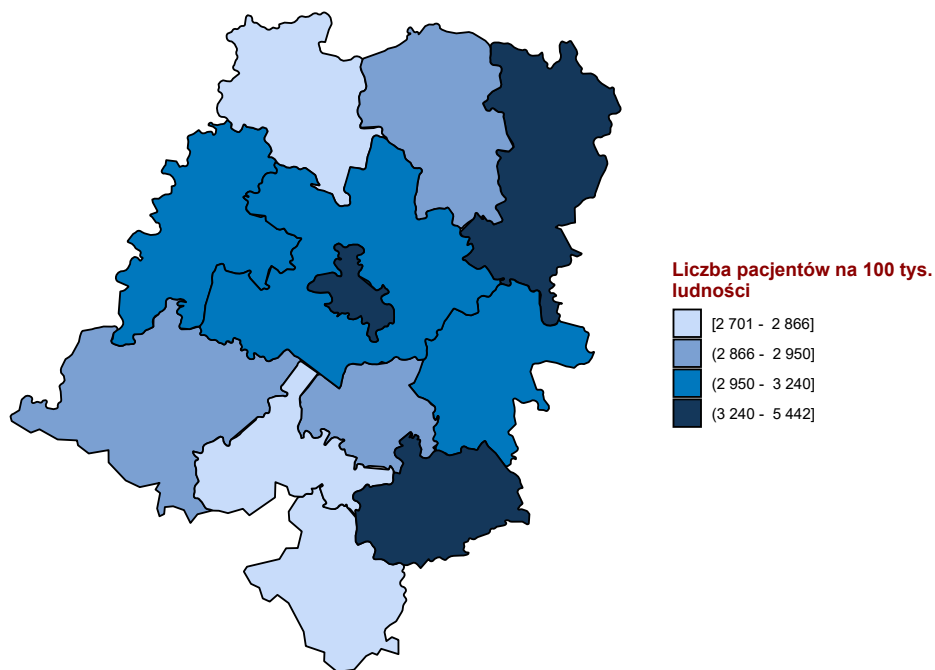 Liczba pacjentów na 100 tys.
ludności
[2 701 - 2 866]
(2 866 - 2 950]
(2 950 - 3 240]
(3 240 - 5 442]